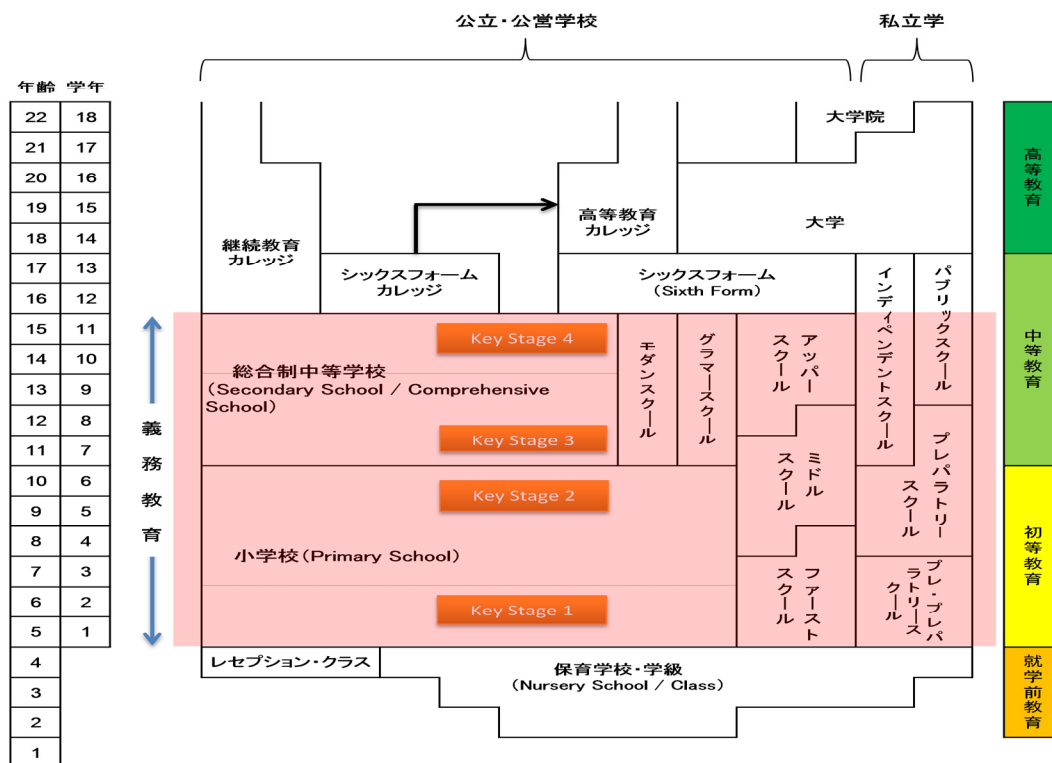 公立・公営学校
私立学
年齢 学年
22 18
21 17
20 16
19 15
18 14
17 13
16 12
15 11
14 10
13 9
12 8
11 7
10 6
9 5
8 4
7 3
6 2
5 1
4
3
2
1
義務教育
大学院
大学
高等教育
カレッジ
継続教育
カレッジ
シックスフォーム
カレッジ
シックスフォーム
(Sixth Form)
インディペンデントスクール
パブリックスクール
Key Stage 4
総合制中等学校
(Secondary School / Comprehensive
School)
Key Stage 3
モダンスクール
グラマースクール
アッパー
スクール
ミドル
スクール
プレパラトリー
スクール
Key Stage 2
小学校(Primary School)
Key Stage 1
ファースト
スクール
プレ・プレパ
ラトリース
クール
レセプション・クラス
保育学校・学級
(Nursery School / Class)
高等教育
中等教育
初等教育
就学前教育